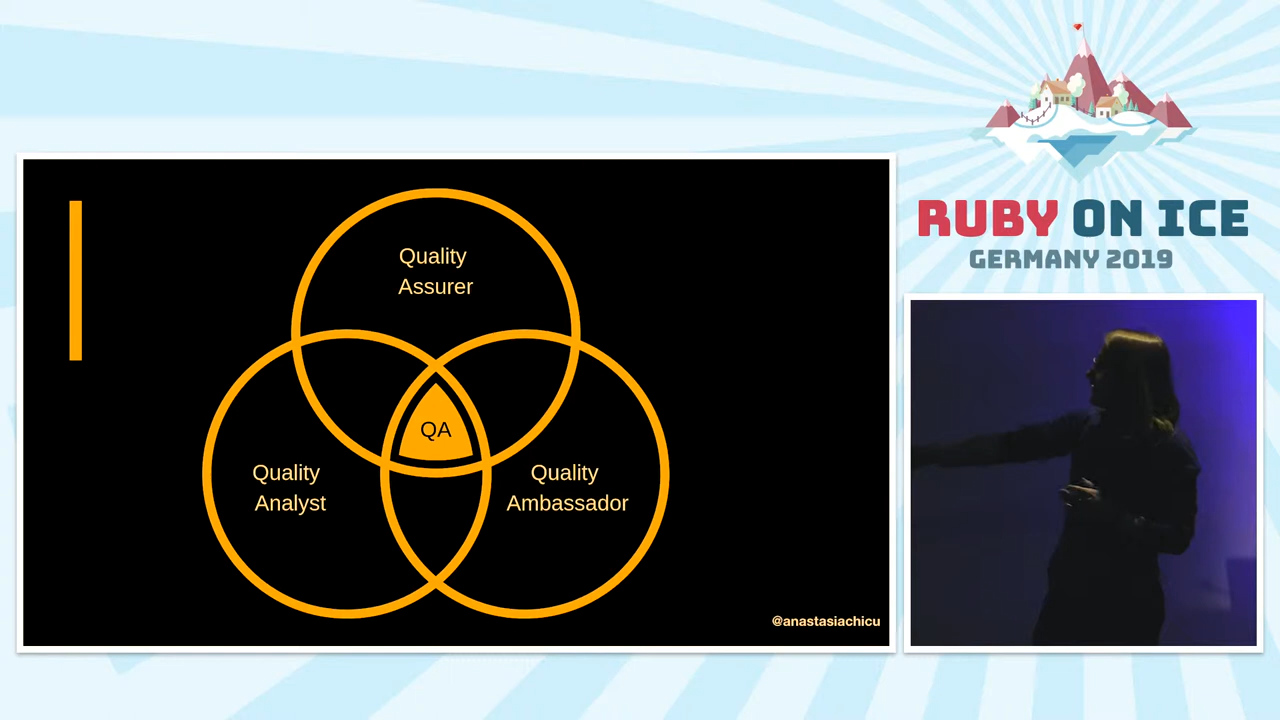 Quality
Assurer
QA
Quality
Analyst
Quality
Ambassador
@anastasiachicu
RUBY ON ICE
GERMANY 2019